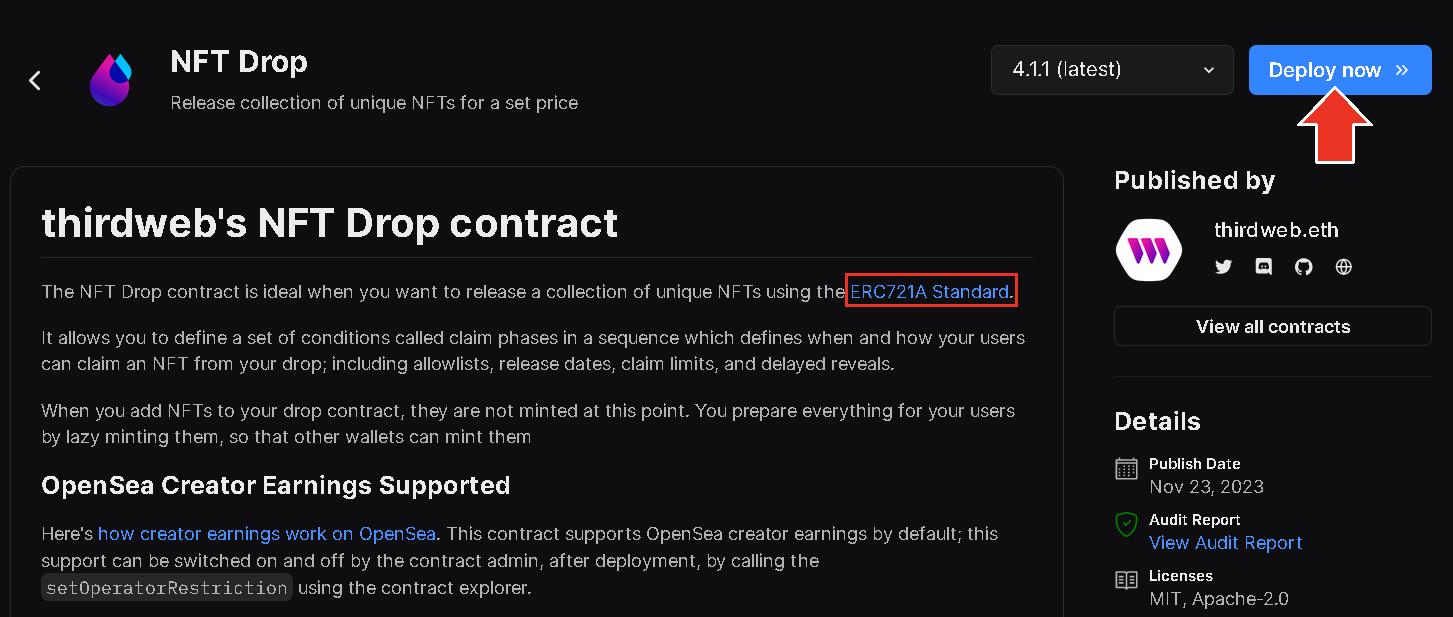 NFT Drop
Release collection of unique NFTs for a set price
4.1.1 (latest)
Deploy now
thirdweb's NFT Drop contract
The NFT Drop contract is ideal when you want to release a collection of unique NFTs using the ERC721A Standard.
It allows you to define a set of conditions called claim phases in a sequence which defines when and how your users
can claim an NFT from your drop; including allowlists, release dates, claim limits, and delayed reveals.
When you add NFTs to your drop contract, they are not minted at this point. You prepare everything for your users
by lazy minting them, so that other wallets can mint them
OpenSea Creator Earnings Supported
Here's how creator earnings work on OpenSea. This contract supports OpenSea creator earnings by default; this
support can be switched on and off by the contract admin, after deployment, by calling the
setOperatorRestriction using the contract explorer.
Published by
thirdweb.eth
View all contracts
Details
Publish Date
Nov 23, 2023
Audit Report
View Audit Report
Licenses
MIT, Apache-2.0